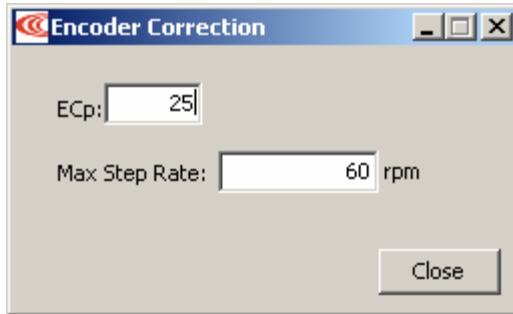 Encoder Correction
ECp: 25
Max Step Rate: 60 rpm
Close